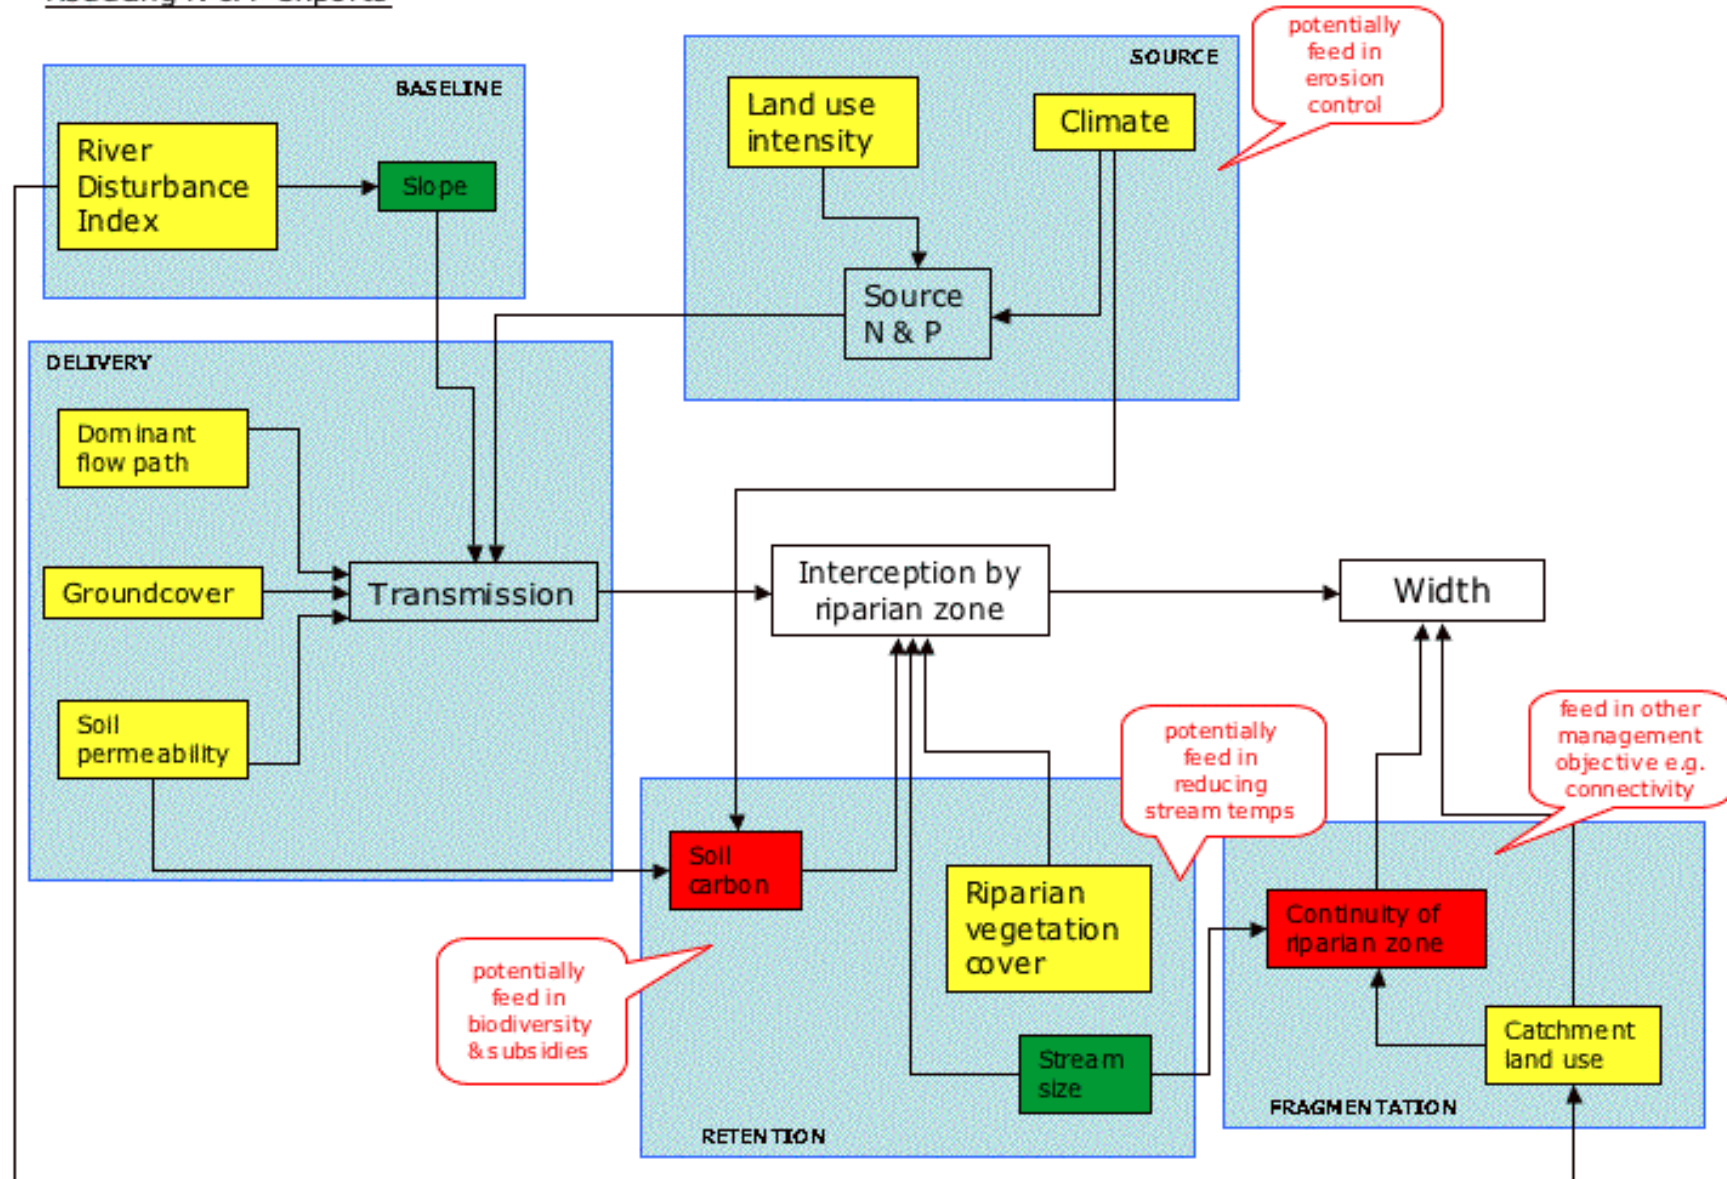 potentially
feed in
erosion
control
SOURCE
BASELINE
Land use
intensity
Climate
River
Disturbance
Index
Slope
Source
N & P
DELIVERY
Dominant
flow path
Groundcover
Transmission
Interception by
riparian zone
Width
Soil
permeability
potentially
feed in
reducing
stream temps
feed in other
management
objective e.g.
connectivity
Soil
carbon
Riparian
vegetation
cover
Continuity of
riparian zone
potentially
feed in
biodiversity
& subsidies
Stream
size
Catchment
land use
RETENTION
FRAGMENTATION